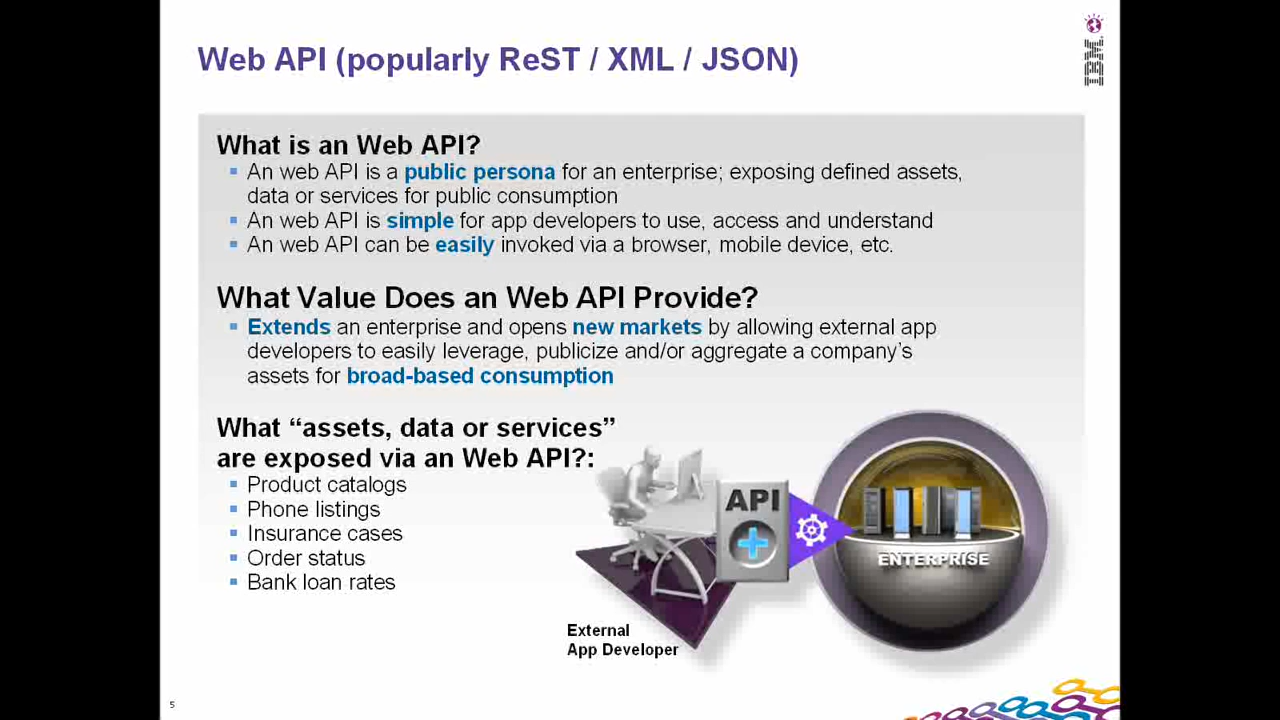 Web API (popularly ReST / XML / JSON)
IBM
What is an Web API?
An web API is a public persona for an enterprise; exposing defined assets,
data or services for public consumption
An web API is simple for app developers to use, access and understand
An web API can be easily invoked via a browser, mobile device, etc.
What Value Does an Web API Provide?
Extends an enterprise and opens new markets by allowing external app
developers to easily leverage, publicize and/or aggregate a company’s
assets for broad-based consumption
What “assets, data or services”
are exposed via an Web API?:
Product catalogs
Phone listings
Insurance cases
Order status
Bank loan rates
API
ENTERPRISE
External
App Developer
5